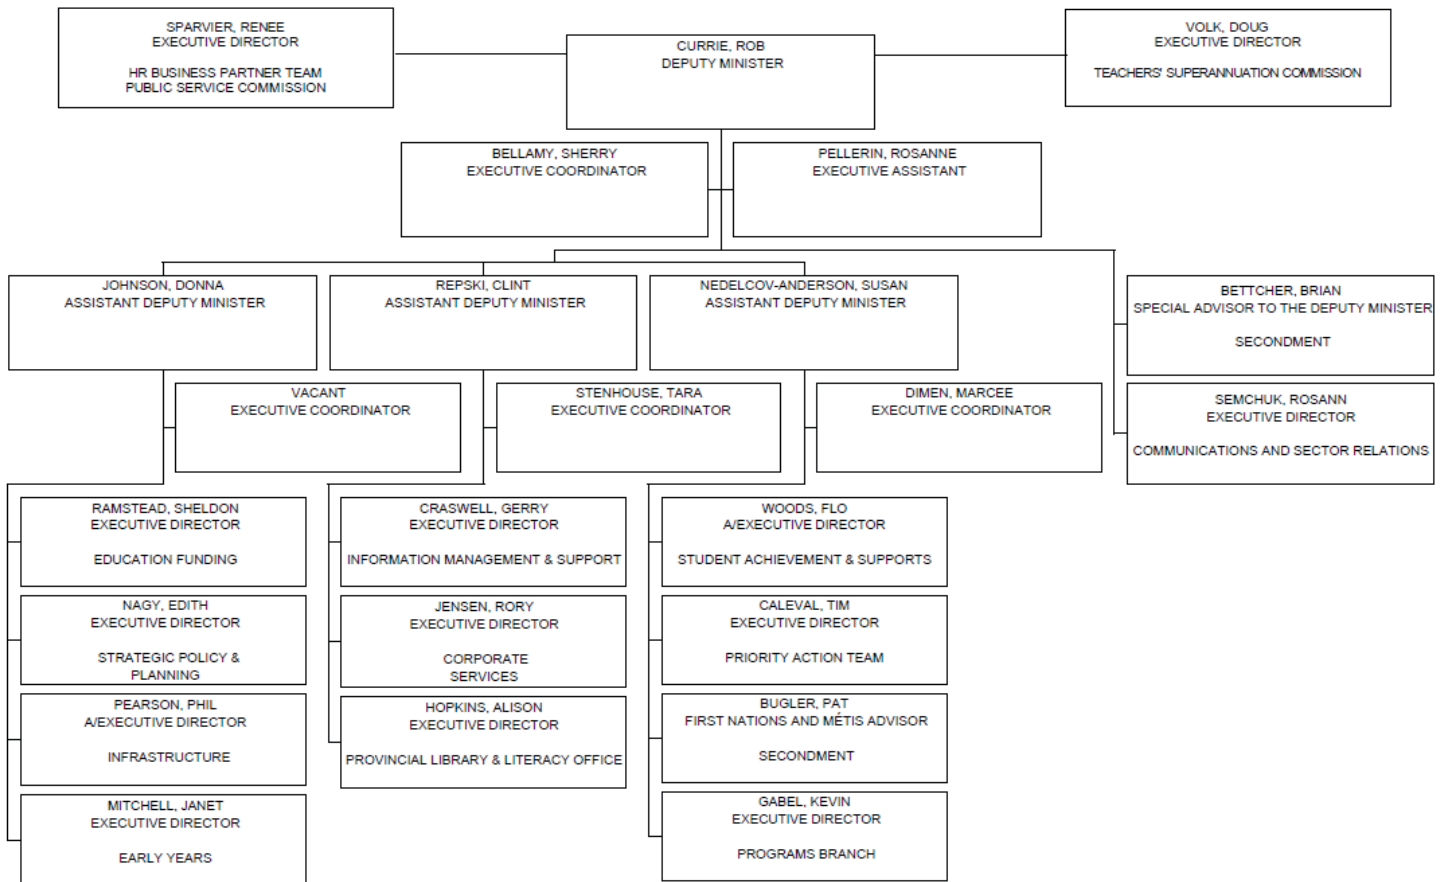 SPARVIER, RENEE
EXECUTIVE DIRECTOR
HR BUSINESS PARTNER TEAM
PUBLIC SERVICE COMMISSION
CURRIE, ROB
DEPUTY MINISTER
VOLK, DOUG
EXECUTIVE DIRECTOR
TEACHERS' SUPERANNUATION COMMISSION
BELLAMY, SHERRY
EXECUTIVE COORDINATOR
PELLERIN, ROSANNE
EXECUTIVE ASSISTANT
JOHNSON, DONNA
ASSISTANT DEPUTY MINISTER
REPSKI, CLINT
ASSISTANT DEPUTY MINISTER
NEDELCOV-ANDERSON, SUSAN
ASSISTANT DEPUTY MINISTER
BETTCHER, BRIAN
SPECIAL ADVISOR TO THE DEPUTY MINISTER
SECONDMENT
VACANT
EXECUTIVE COORDINATOR
STENHOUSE, TARA
EXECUTIVE COORDINATOR
DIMEN, MARCEE
EXECUTIVE COORDINATOR
SEMCHUK, ROSANN
EXECUTIVE DIRECTOR
COMMUNICATIONS AND SECTOR RELATIONS
RAMSTEAD, SHELDON
EXECUTIVE DIRECTOR
EDUCATION FUNDING
CRASWELL, GERRY
EXECUTIVE DIRECTOR
INFORMATION MANAGEMENT & SUPPORT
WOODS, FLO
A/EXECUTIVE DIRECTOR
STUDENT ACHIEVEMENT & SUPPORTS
NAGY, EDITH
EXECUTIVE DIRECTOR
STRATEGIC POLICY &
PLANNING
JENSEN, RORY
EXECUTIVE DIRECTOR
CORPORATE
SERVICES
CALEVAL, TIM
EXECUTIVE DIRECTOR
PRIORITY ACTION TEAM
PEARSON, PHIL
A/EXECUTIVE DIRECTOR
INFRASTRUCTURE
HOPKINS, ALISON
EXECUTIVE DIRECTOR
PROVINCIAL LIBRARY & LITERACY OFFICE
BUGLER, PAT
FIRST NATIONS AND MÉTIS ADVISOR
SECONDMENT
MITCHELL, JANET
EXECUTIVE DIRECTOR
EARLY YEARS
GABEL, KEVIN
EXECUTIVE DIRECTOR
PROGRAMS BRANCH